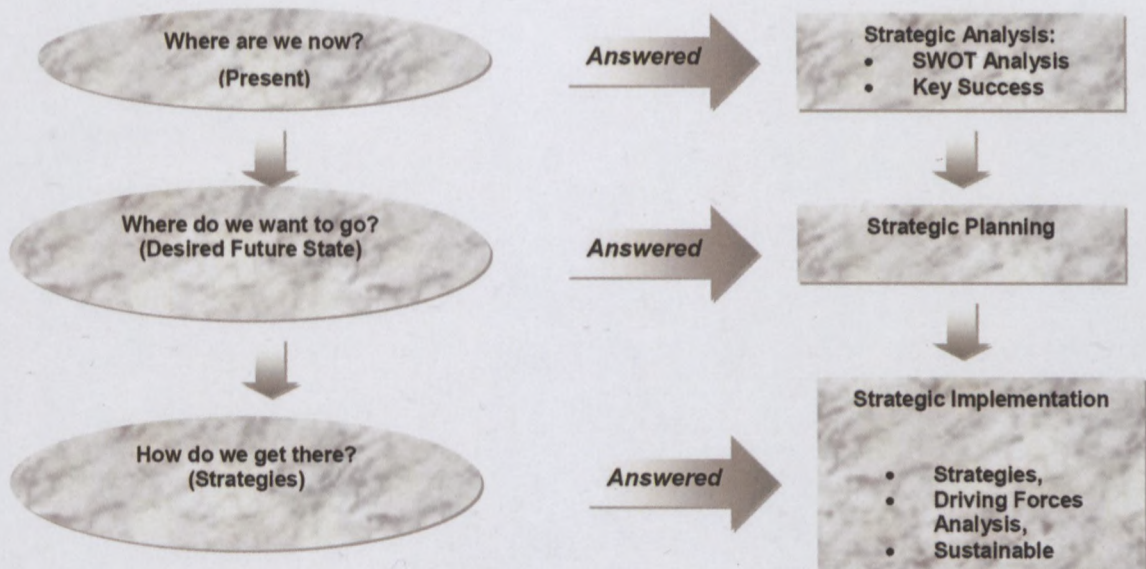 Where are we now?
(Present)
Answered
Strategic Analysis:
• SWOT Analysis
• Key Success
Where do we want to go?
(Desired Future State)
Answered
Strategic Planning
How do we get there?
(Strategies)
Answered
Strategic Implementation
• Strategies,
• Driving Forces
Analysis,
• Sustainable